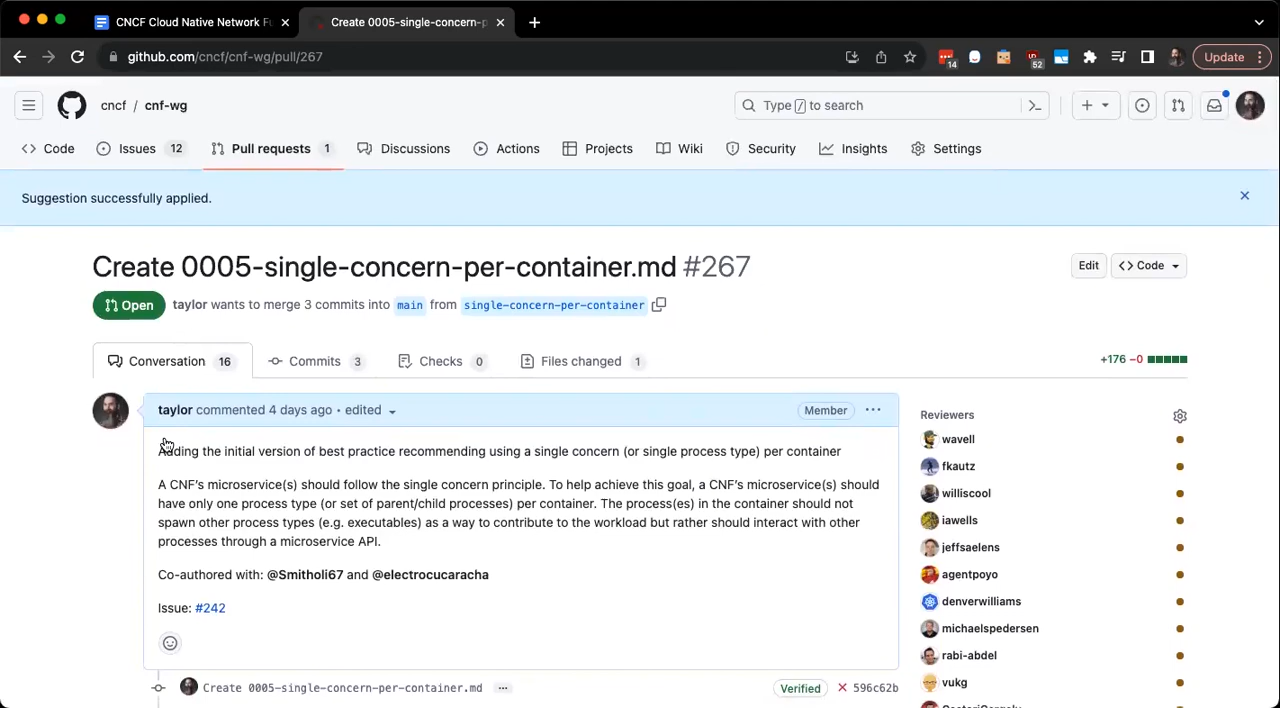 CNCF Cloud Native Network Fu
Create 0005-single-concern-p
github.com/cncf/cnf-wg/pull/267
14
52
Update
cncf / cnf-wg
Type / to search
Code
Issues 12
Pull requests 1
Discussions
Actions
Projects
Wiki
Security
Insights
Settings
Suggestion successfully applied.
Create 0005-single-concern-per-container.md #267
Edit
Code
Open
taylor wants to merge 3 commits into main from single-concern-per-container
Conversation 16
Commits 3
Checks 0
Files changed 1
+176 −0
taylor commented 4 days ago • edited
Member
Adding the initial version of best practice recommending using a single concern (or single process type) per container
A CNF's microservice(s) should follow the single concern principle. To help achieve this goal, a CNF's microservice(s) should
have only one process type (or set of parent/child processes) per container. The process(es) in the container should not
spawn other process types (e.g. executables) as a way to contribute to the workload but rather should interact with other
processes through a microservice API.
Co-authored with: @Smitholi67 and @electrocucaracha
Issue: #242
Create 0005-single-concern-per-container.md
Verified
596c62b
Reviewers
wavell
fkautz
williscool
iawells
jeffsaelens
agentpoyo
denverwilliams
michaelspedersen
rabi-abdel
vukg